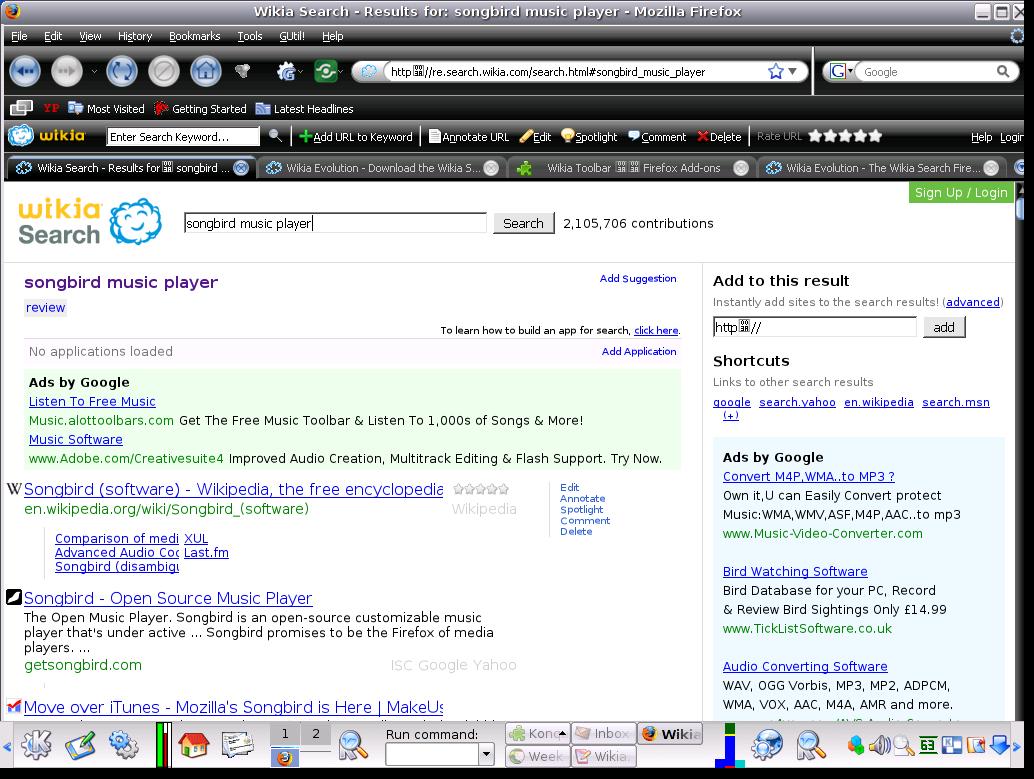 Wikia Search - Results for: songbird music player - Mozilla Firefox
File Edit View History Bookmarks Tools GUtil! Help
http //re.search.wikia.com/search.html#songbird_music_player
G Google
YP Most Visited Getting Started Latest Headlines
wikia Enter Search Keyword... Add URL to Keyword Annotate URL Edit Spotlight Comment Delete Rate URL Help Login
Wikia Search - Results for songbird ... Wikia Evolution - Download the Wikia S... Wikia Toolbar Firefox Add-ons Wikia Evolution - The Wikia Search Fire...
Sign Up / Login
wikia
Search
songbird music player Search 2,105,706 contributions
songbird music player Add Suggestion
review
To learn how to build an app for search, click here.
No applications loaded Add Application
Ads by Google
Listen To Free Music
Music.alottoolbars.com Get The Free Music Toolbar & Listen To 1,000s of Songs & More!
Music Software
www.Adobe.com/Creativesuite4 Improved Audio Creation, Multitrack Editing & Flash Support. Try Now.
W Songbird (software) - Wikipedia, the free encyclopedia
en.wikipedia.org/wiki/Songbird_(software) Wikipedia
Edit
Annotate
Spotlight
Comment
Delete
Comparison of medi XUL
Advanced Audio Coc Last.fm
Songbird (disambigu
Songbird - Open Source Music Player
The Open Music Player. Songbird is an open-source customizable music
player that's under active ... Songbird promises to be the Firefox of media
players. ...
getsongbird.com ISC Google Yahoo
Move over iTunes - Mozilla's Songbird is Here | MakeUs
Add to this result
Instantly add sites to the search results! (advanced)
http // add
Shortcuts
Links to other search results
google search.yahoo en.wikipedia search.msn
(+)
Ads by Google
Convert M4P,WMA..to MP3 ?
Own it,U can Easily Convert protect
Music:WMA,WMV,ASF,M4P,AAC..to mp3
www.Music-Video-Converter.com
Bird Watching Software
Bird Database for your PC, Record
& Review Bird Sightings Only £14.99
www.TickListSoftware.co.uk
Audio Converting Software
WAV, OGG Vorbis, MP3, MP2, ADPCM,
WMA, VOX, AAC, M4A, AMR and more.
1 2
Run command:
Konc Inbox Wikia
Week Wikia.
63